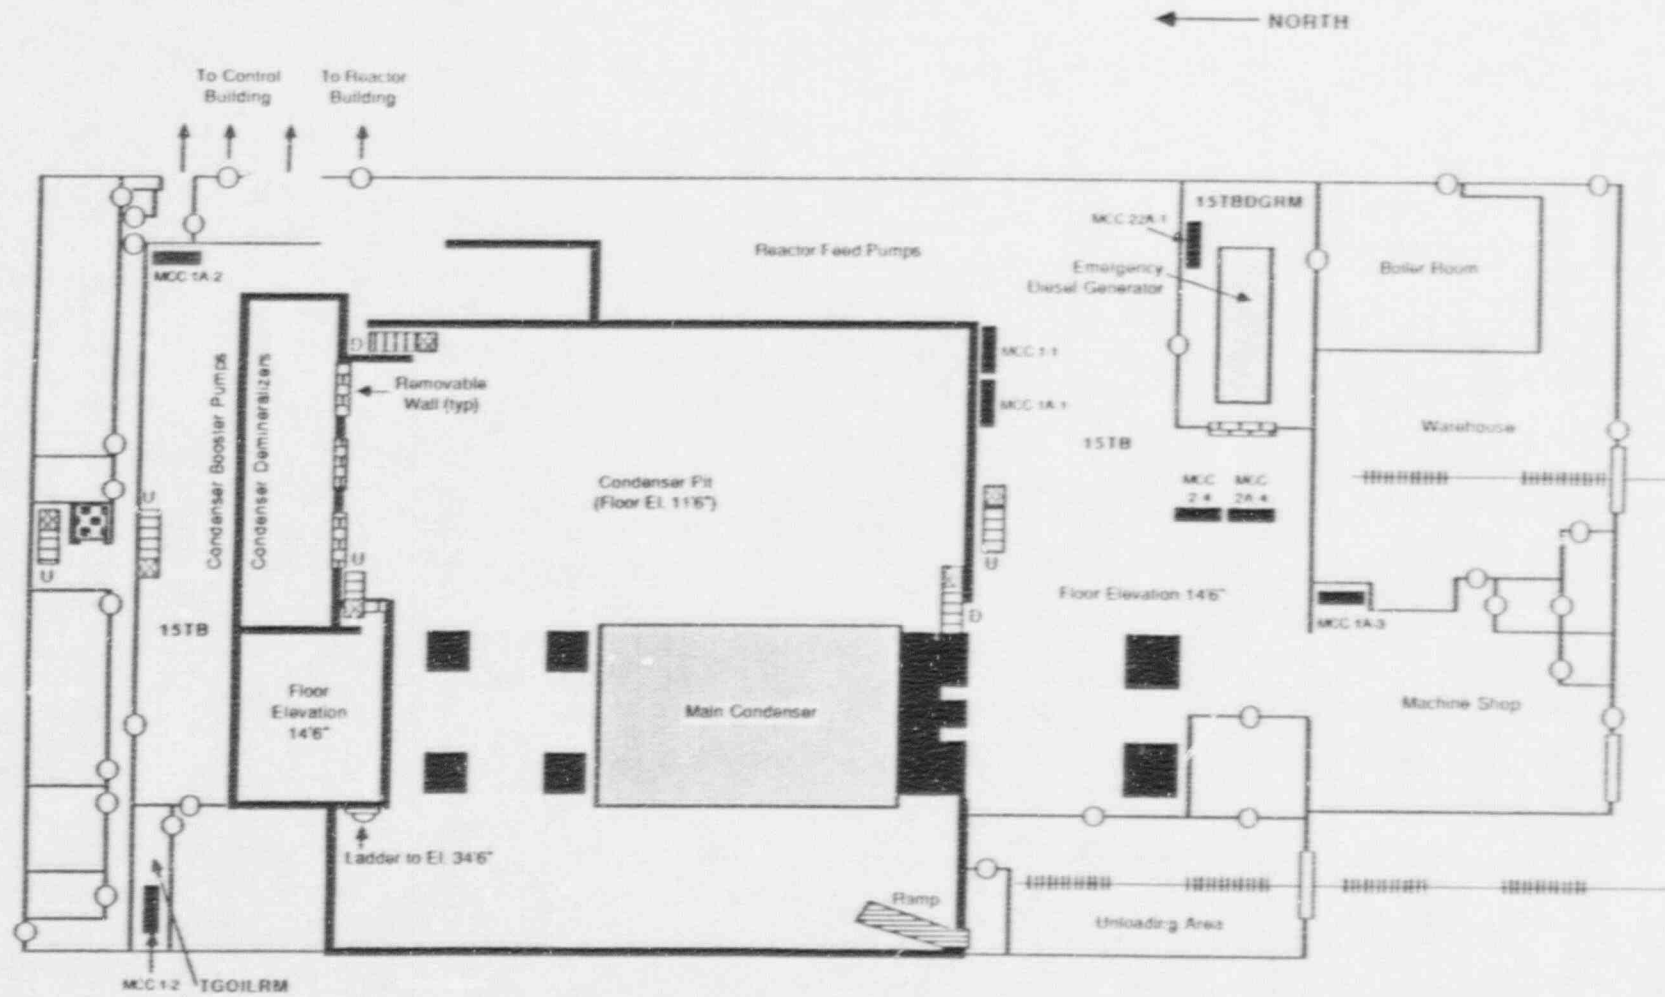 NORTH
To Control
Building
To Reactor
Building
15TBDGRM
MCC 22A-1
Reactor Feed Pumps
Emergency
Diesel Generator
Boiler Room
MCC 1A-2
D
MCC 1-1
Removable
Wall (typ)
MCC 1A-1
Condenser Booster Pumps
Condenser Demineralizers
15TB
Warehouse
Condenser Pit
(Floor El. 11'6")
MCC
2-4
MCC
2A-4
U
U
U
U
Floor Elevation 14'6"
D
MCC 1A-3
15TB
Floor
Elevation
14'6"
Main Condenser
Machine Shop
Ladder to El. 34'6"
Ramp
Unloading Area
MCC 1-2
TGOILRM